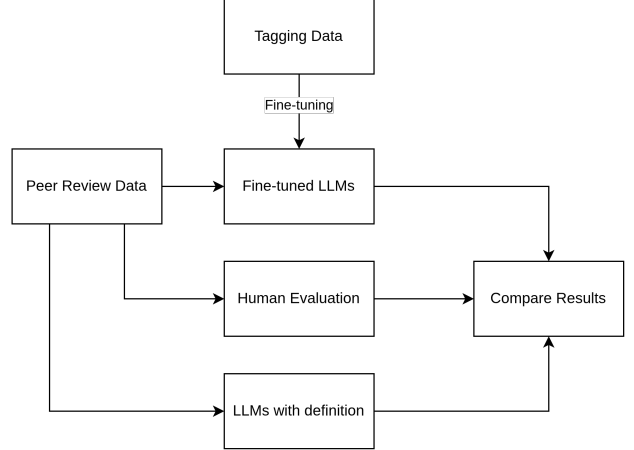 Tagging Data
Fine-tuning
Peer Review Data
Fine-tuned LLMs
Human Evaluation
Compare Results
LLMs with definition